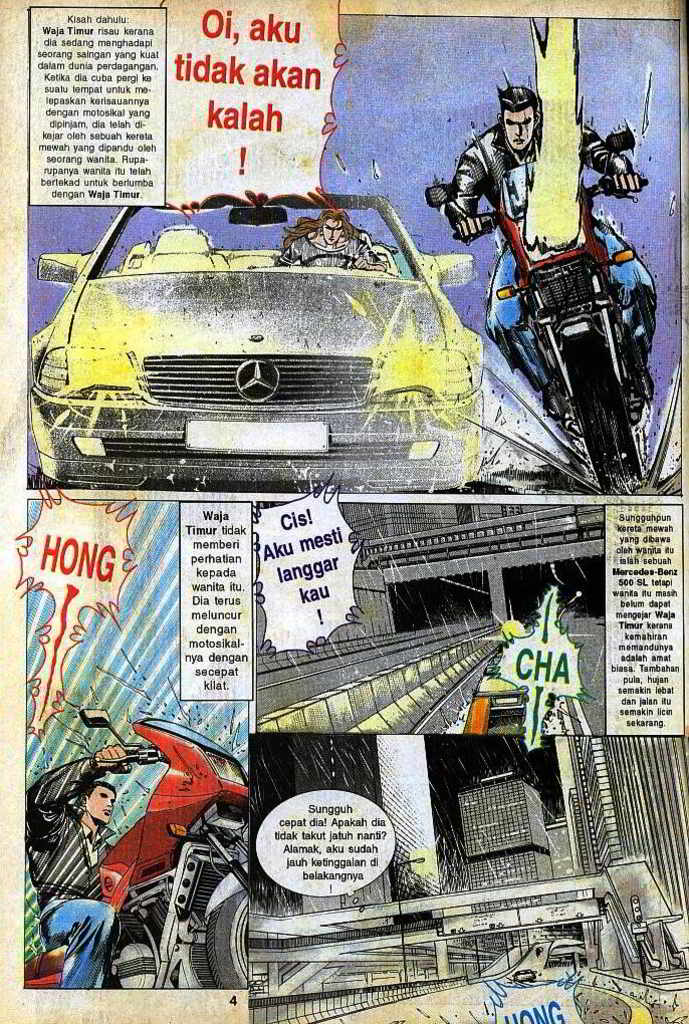 Kisah dahulu:
Waja Timur risau kerana
dia sedang menghadapi
seorang saingan yang kuat
dalam dunia perdagangan.
Ketika dia cuba pergi ke
suatu tempat untuk me-
lepaskan kerisauannya
dengan motosikal yang
dipinjam, dia telah di-
kejar oleh sebuah kereta
mewah yang dipandu oleh
seorang wanita. Rupa-
rupanya wanita itu telah
bertekad untuk berlumba
dengan Waja Timur.
Oi, aku
tidak akan
kalah
!
HONG
!
Waja
Timur tidak
memberi
perhatian
kepada
wanita itu.
Dia terus
meluncur
dengan
motosikal-
nya dengan
secepat
kilat.
Cis!
Aku mesti
langgar
kau
!
CHA
!
Sungguhpun
kereta mewah
yang dibawa
oleh wanita itu
ialah sebuah
Mercedes-Benz
500 SL tetapi
wanita itu masih
belum dapat
mengejar Waja
Timur kerana
kemahiran
memandunya
adalah amat
biasa. Tambahan
pula, hujan
semakin lebat
dan jalan itu
semakin licin
sekarang.
Sungguh
cepat dia! Apakah dia
tidak takut jatuh nanti?
Alamak, aku sudah
jauh ketinggalan di
belakangnya
!
HONG
4